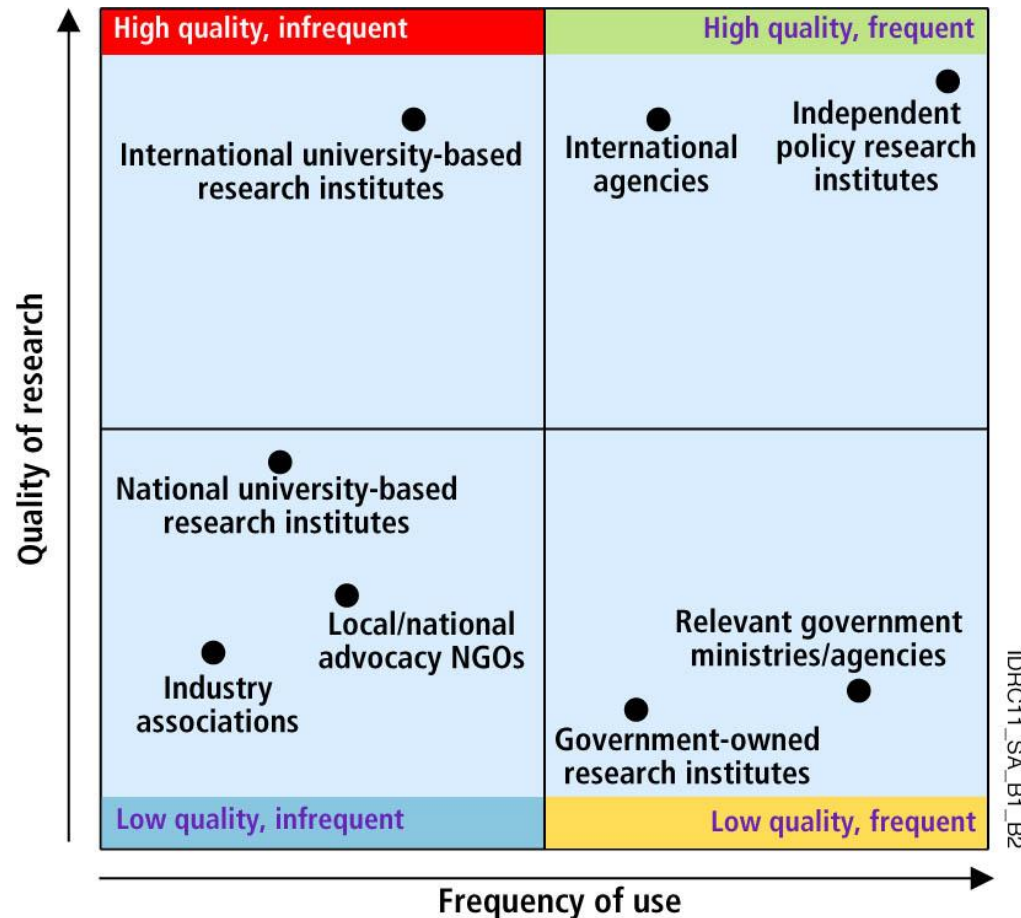 High quality, infrequent
High quality, frequent
International university-based
research institutes
International
agencies
Independent
policy research
institutes
Quality of research
National university-based
research institutes
Local/national
advocacy NGOs
Industry
associations
Relevant government
ministries/agencies
Government-owned
research institutes
Low quality, infrequent
Low quality, frequent
Frequency of use
IDRC11_SA_B1_B2